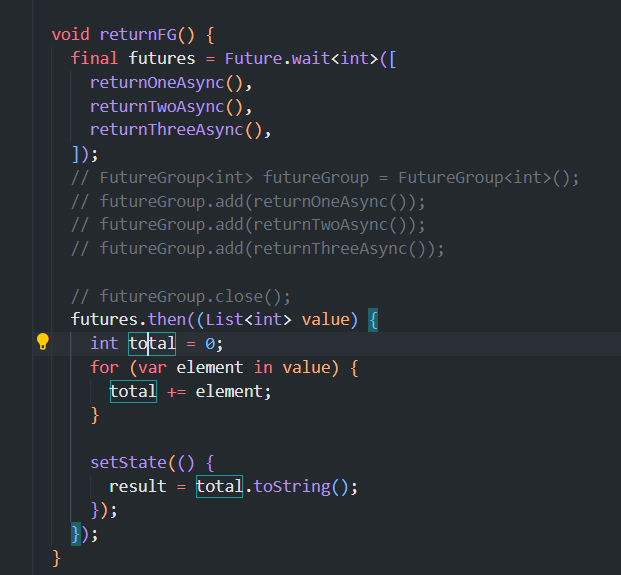 void returnFG() {
final futures = Future.wait<int>([
returnOneAsync(),
returnTwoAsync(),
returnThreeAsync(),
]);
// FutureGroup<int> futureGroup = FutureGroup<int>();
// futureGroup.add(returnOneAsync());
// futureGroup.add(returnTwoAsync());
// futureGroup.add(returnThreeAsync());
// futureGroup.close();
futures.then((List<int> value) {
int total = 0;
for (var element in value) {
total += element;
}
setState(() {
result = total.toString();
});
});
}